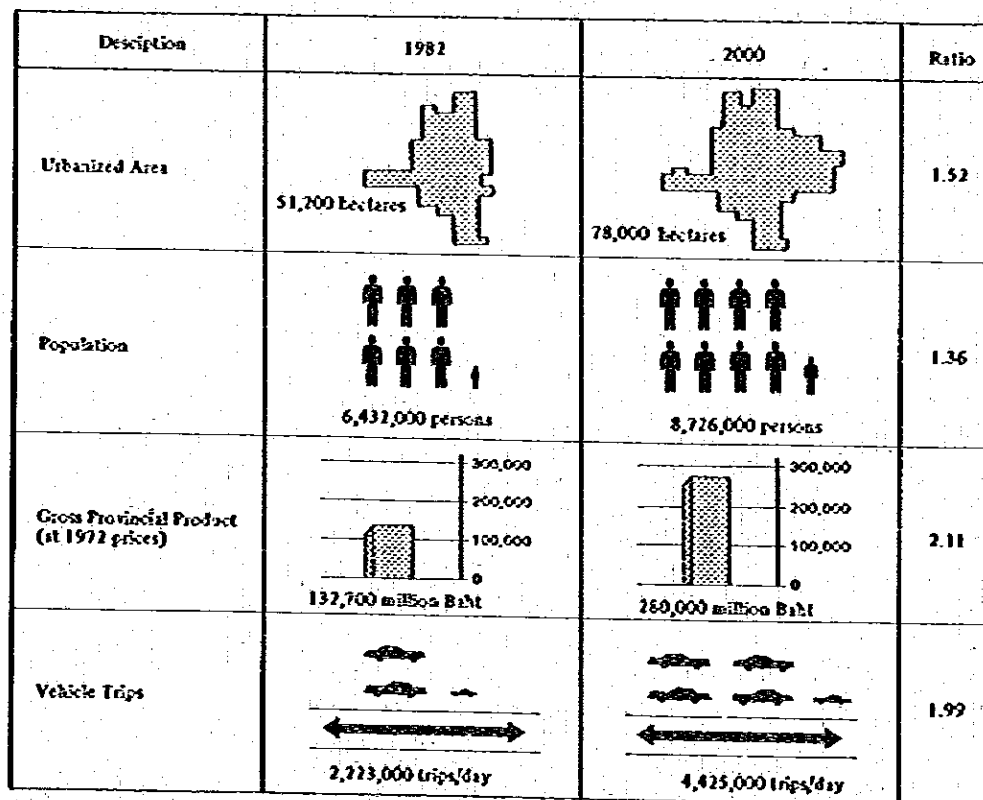 Desciption 1982 2000 Ratio
Urbanized Area 51,200 Hectares 78,000 Hectares 1.52
Population 6,432,000 persons 8,726,000 persons 1.36
300,000 300,000
200,000 200,000
Gross Provincial Product
(at 1972 prices) 100,000 100,000 2.11
0 0
132,700 million Baht 280,000 million Baht
Vehicle Trips 1.99
2,223,000 trips/day 4,425,000 trips/day